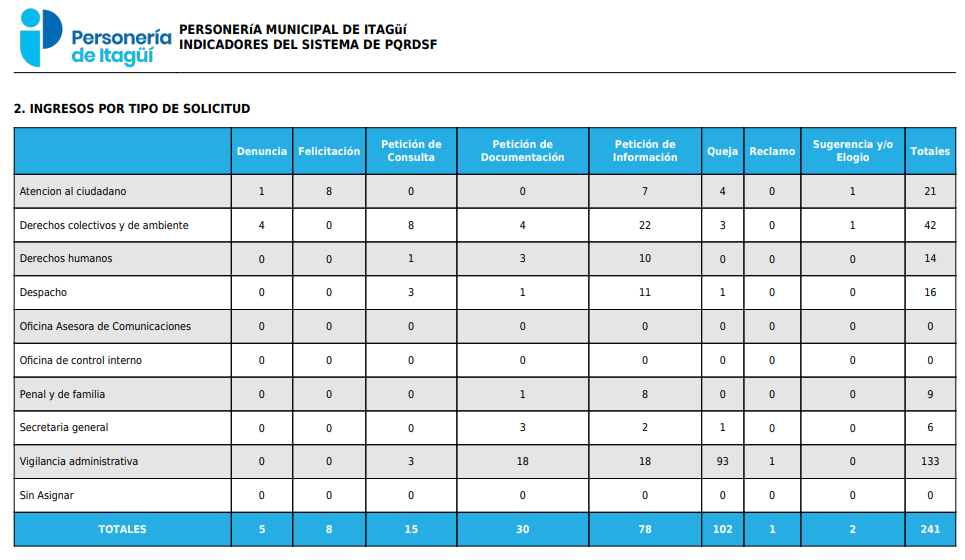 Personería
de Itagüí
PERSONERíA MUNICIPAL DE ITAGüí
INDICADORES DEL SISTEMA DE PQRDSF
2. INGRESOS POR TIPO DE SOLICITUD
Denuncia Felicitación Petición de Consulta Petición de Documentación Petición de Información Queja Reclamo Sugerencia y/o Elogio Totales
Atencion al ciudadano 1 8 0 0 7 4 0 1 21
Derechos colectivos y de ambiente 4 0 8 4 22 3 0 1 42
Derechos humanos 0 0 1 3 10 0 0 0 14
Despacho 0 0 3 1 11 1 0 0 16
Oficina Asesora de Comunicaciones 0 0 0 0 0 0 0 0 0
Oficina de control interno 0 0 0 0 0 0 0 0 0
Penal y de familia 0 0 0 1 8 0 0 0 9
Secretaria general 0 0 0 3 2 1 0 0 6
Vigilancia administrativa 0 0 3 18 18 93 1 0 133
Sin Asignar 0 0 0 0 0 0 0 0 0
TOTALES 5 8 15 30 78 102 1 2 241